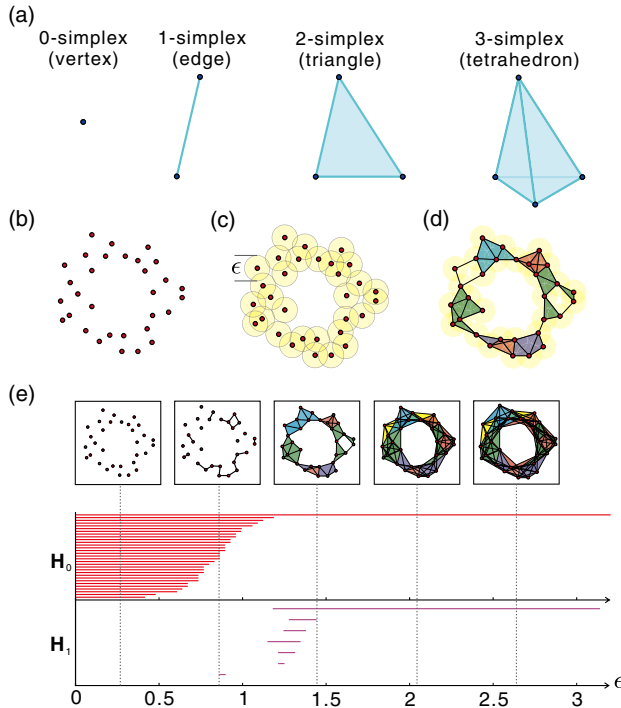 (a)
0-simplex
(vertex)
1-simplex
(edge)
2-simplex
(triangle)
3-simplex
(tetrahedron)
(b)
(c)
(d)
ϵ
(e)
H₀
H₁
0 0.5 1 1.5 2 2.5 3 ϵ